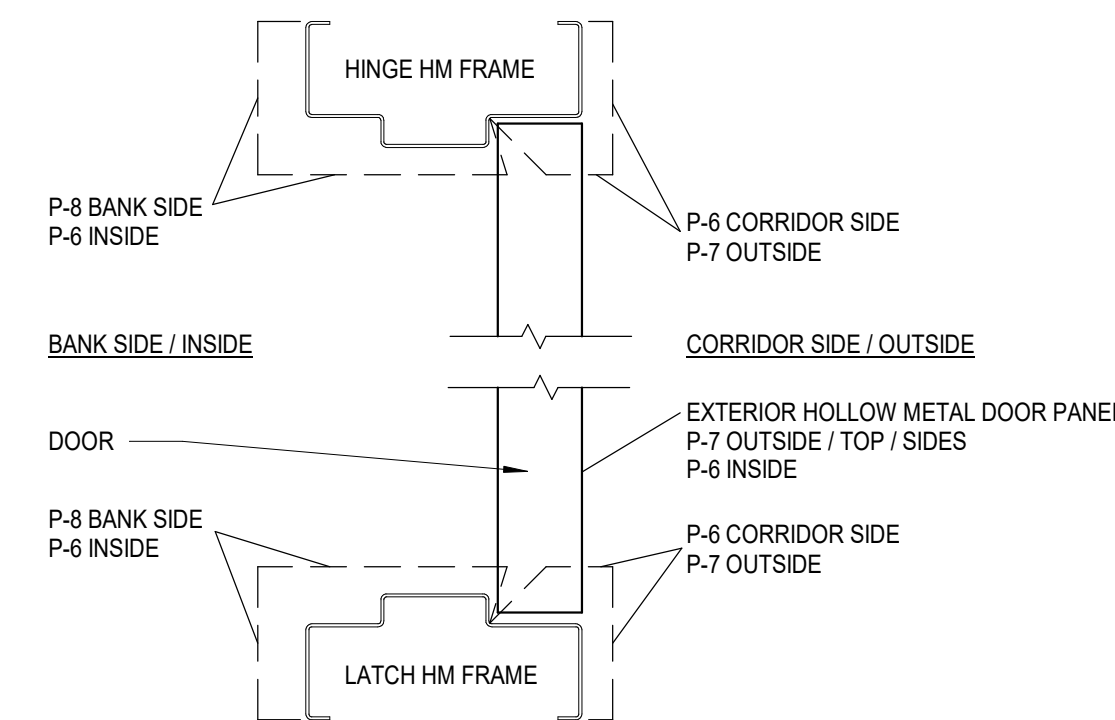 HINGE HM FRAME
P-8 BANK SIDE
P-6 INSIDE
P-6 CORRIDOR SIDE
P-7 OUTSIDE
BANK SIDE / INSIDE
CORRIDOR SIDE / OUTSIDE
EXTERIOR HOLLOW METAL DOOR PANE
P-7 OUTSIDE / TOP / SIDES
P-6 INSIDE
DOOR
P-8 BANK SIDE
P-6 INSIDE
P-6 CORRIDOR SIDE
P-7 OUTSIDE
LATCH HM FRAME